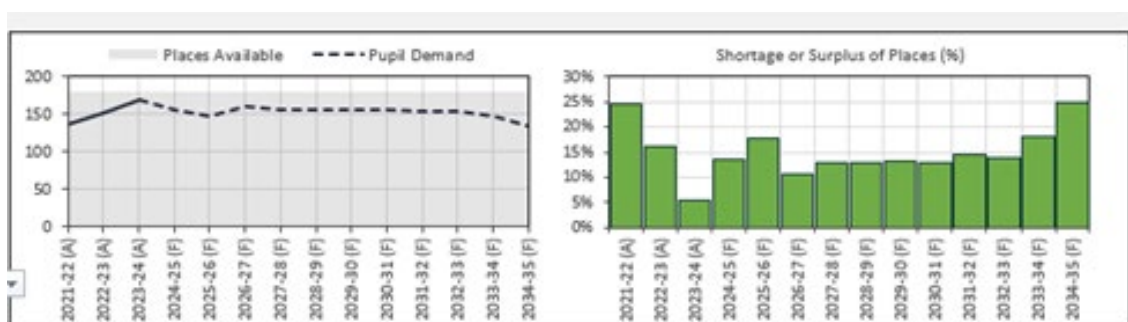 Places Available Pupil Demand
200
150
100
50
0
2021-22 (A)
2022-23 (A)
2023-24 (A)
2024-25 (F)
2025-26 (F)
2026-27 (F)
2027-28 (F)
2028-29 (F)
2029-30 (F)
2030-31 (F)
2031-32 (F)
2032-33 (F)
2033-34 (F)
2034-35 (F)
Shortage or Surplus of Places (%)
30%
25%
20%
15%
10%
5%
0%
2021-22 (A)
2022-23 (A)
2023-24 (A)
2024-25 (F)
2025-26 (F)
2026-27 (F)
2027-28 (F)
2028-29 (F)
2029-30 (F)
2030-31 (F)
2031-32 (F)
2032-33 (F)
2033-34 (F)
2034-35 (F)